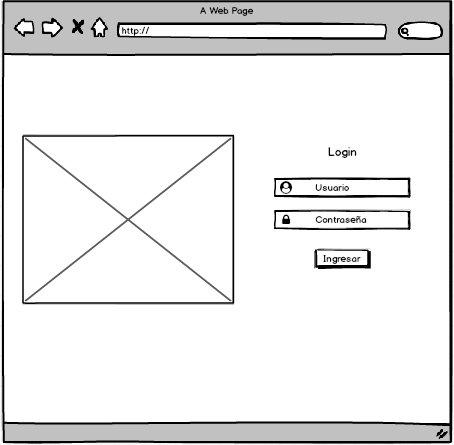 A Web Page
http://
Login
Usuario
Contraseña
Ingresar